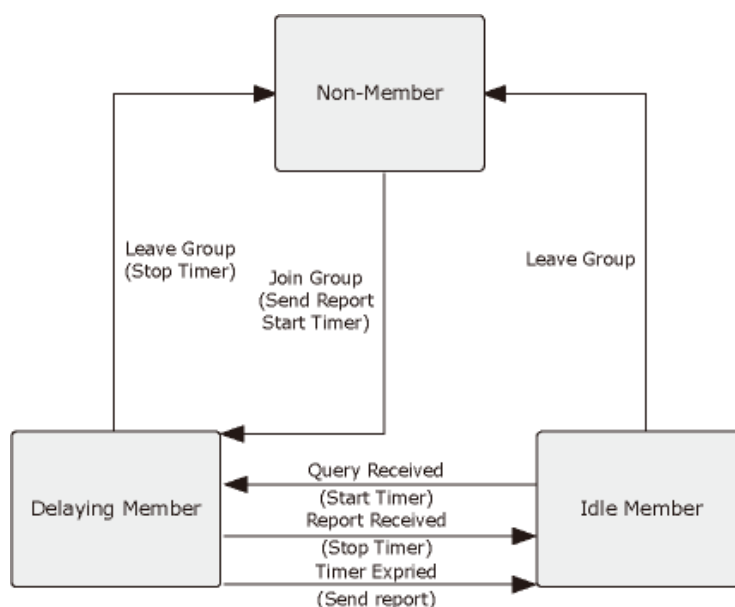 Non-Member
Leave Group
(Stop Timer)
Join Group
(Send Report
Start Timer)
Leave Group
Delaying Member
Query Received
(Start Timer)
Report Received
(Stop Timer)
Timer Expried
(Send report)
Idle Member